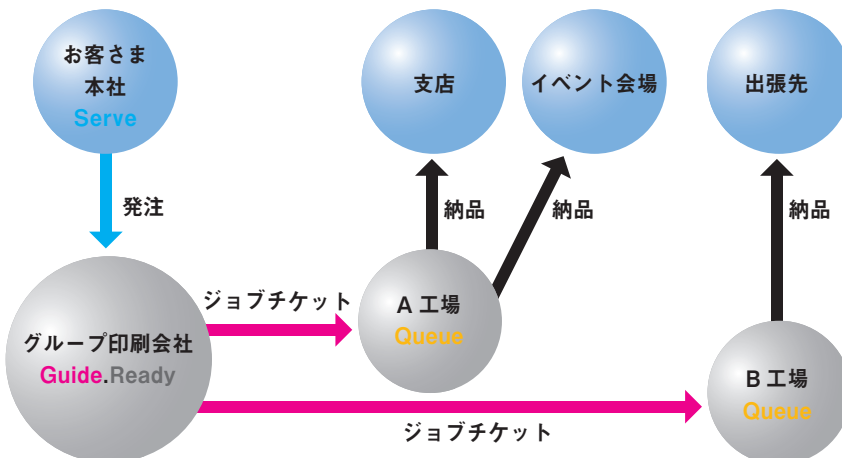 お客さま
本社
Serve
支店
イベント会場
出張先
発注
納品
納品
納品
ジョブチケット
A 工場
Queue
グループ印刷会社
Guide.Ready
B 工場
Queue
ジョブチケット